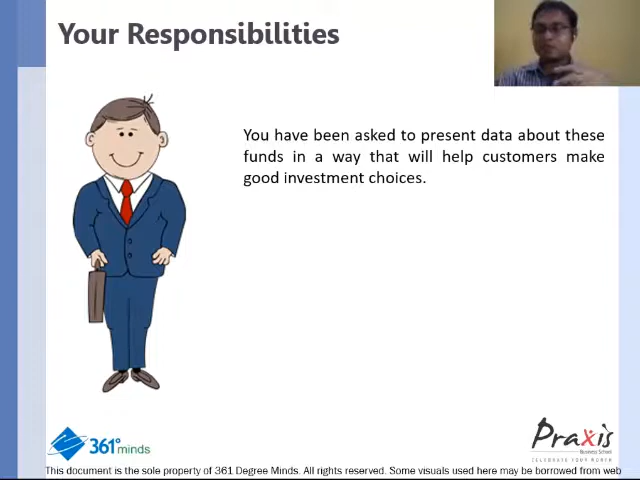 Your Responsibilities
You have been asked to present data about these
funds in a way that will help customers make
good investment choices.
361°minds
Praxis
Business School
CELEBRATE YOUR WORTH
This document is the sole property of 361 Degree Minds. All rights reserved. Some visuals used here may be borrowed from web